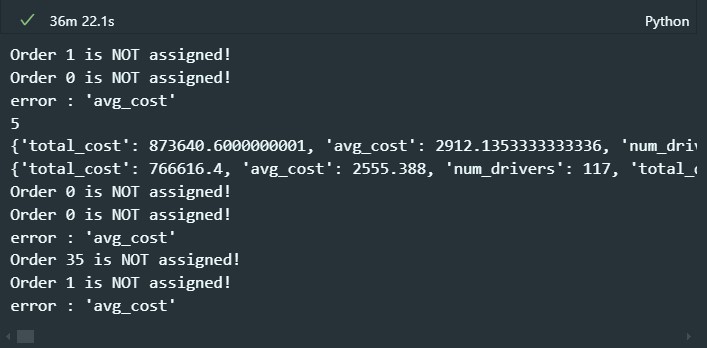 36m 22.1s Python
Order 1 is NOT assigned!
Order 0 is NOT assigned!
error : 'avg_cost'
5
{'total_cost': 873640.6000000001, 'avg_cost': 2912.1353333333336, 'num_driv
{'total_cost': 766616.4, 'avg_cost': 2555.388, 'num_drivers': 117, 'total_
Order 0 is NOT assigned!
Order 0 is NOT assigned!
error : 'avg_cost'
Order 35 is NOT assigned!
Order 1 is NOT assigned!
error : 'avg_cost'